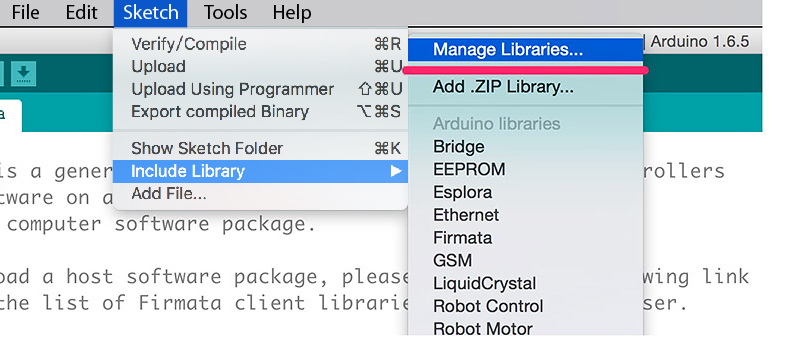 File Edit Sketch Tools Help
Arduino 1.6.5
Verify/Compile ⌘R
Upload ⌘U
Upload Using Programmer ⇧⌘U
Export compiled Binary ⌥⌘S
Show Sketch Folder ⌘K
Include Library
Add File...
Manage Libraries...
Add .ZIP Library...
Arduino libraries
Bridge
EEPROM
Esplora
Ethernet
Firmata
GSM
LiquidCrystal
Robot Control
Robot Motor
a
is a gener rollers
tware on a
computer software package.
oad a host software package, please wing link
the list of Firmata client librarie ser.